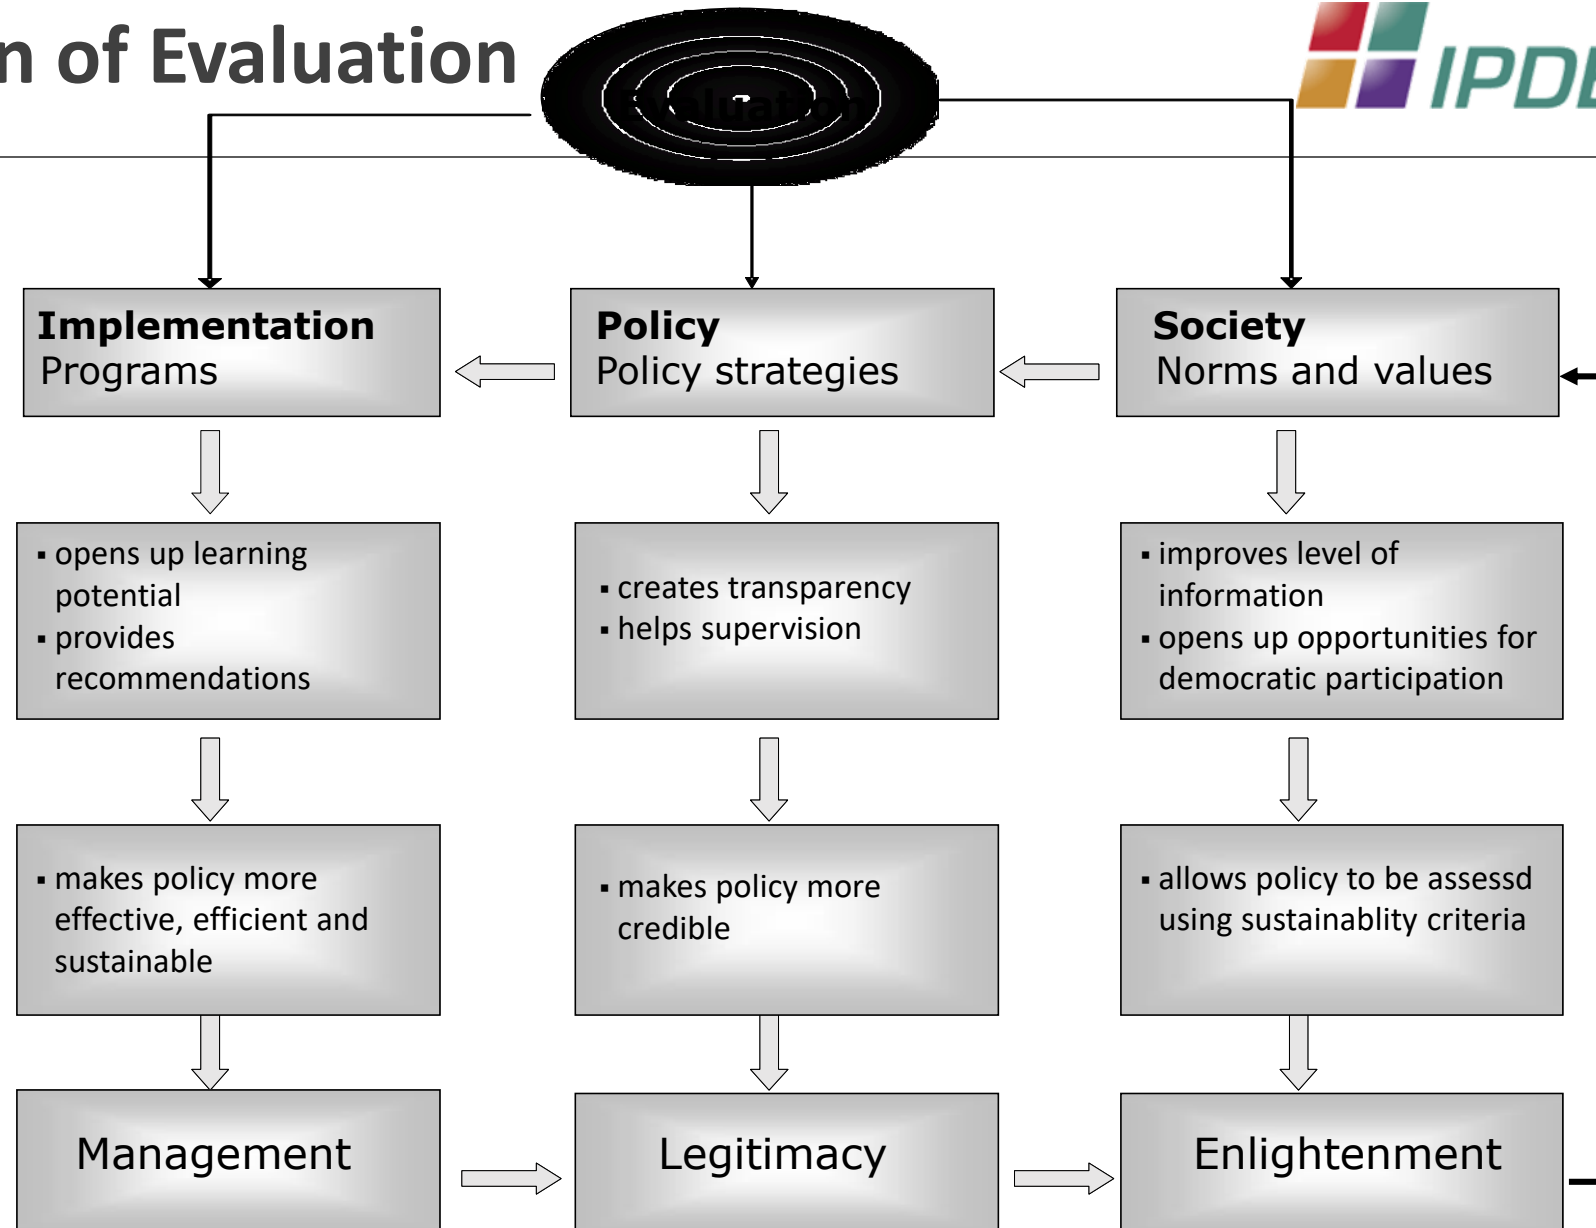 n of Evaluation
Evaluation
IPDE
Implementation
Programs
Policy
Policy strategies
Society
Norms and values
▪ opens up learning
potential
▪ provides
recommendations
▪ creates transparency
▪ helps supervision
▪ improves level of
information
▪ opens up opportunities for
democratic participation
▪ makes policy more
effective, efficient and
sustainable
▪ makes policy more
credible
▪ allows policy to be assessd
using sustainablity criteria
Management
Legitimacy
Enlightenment